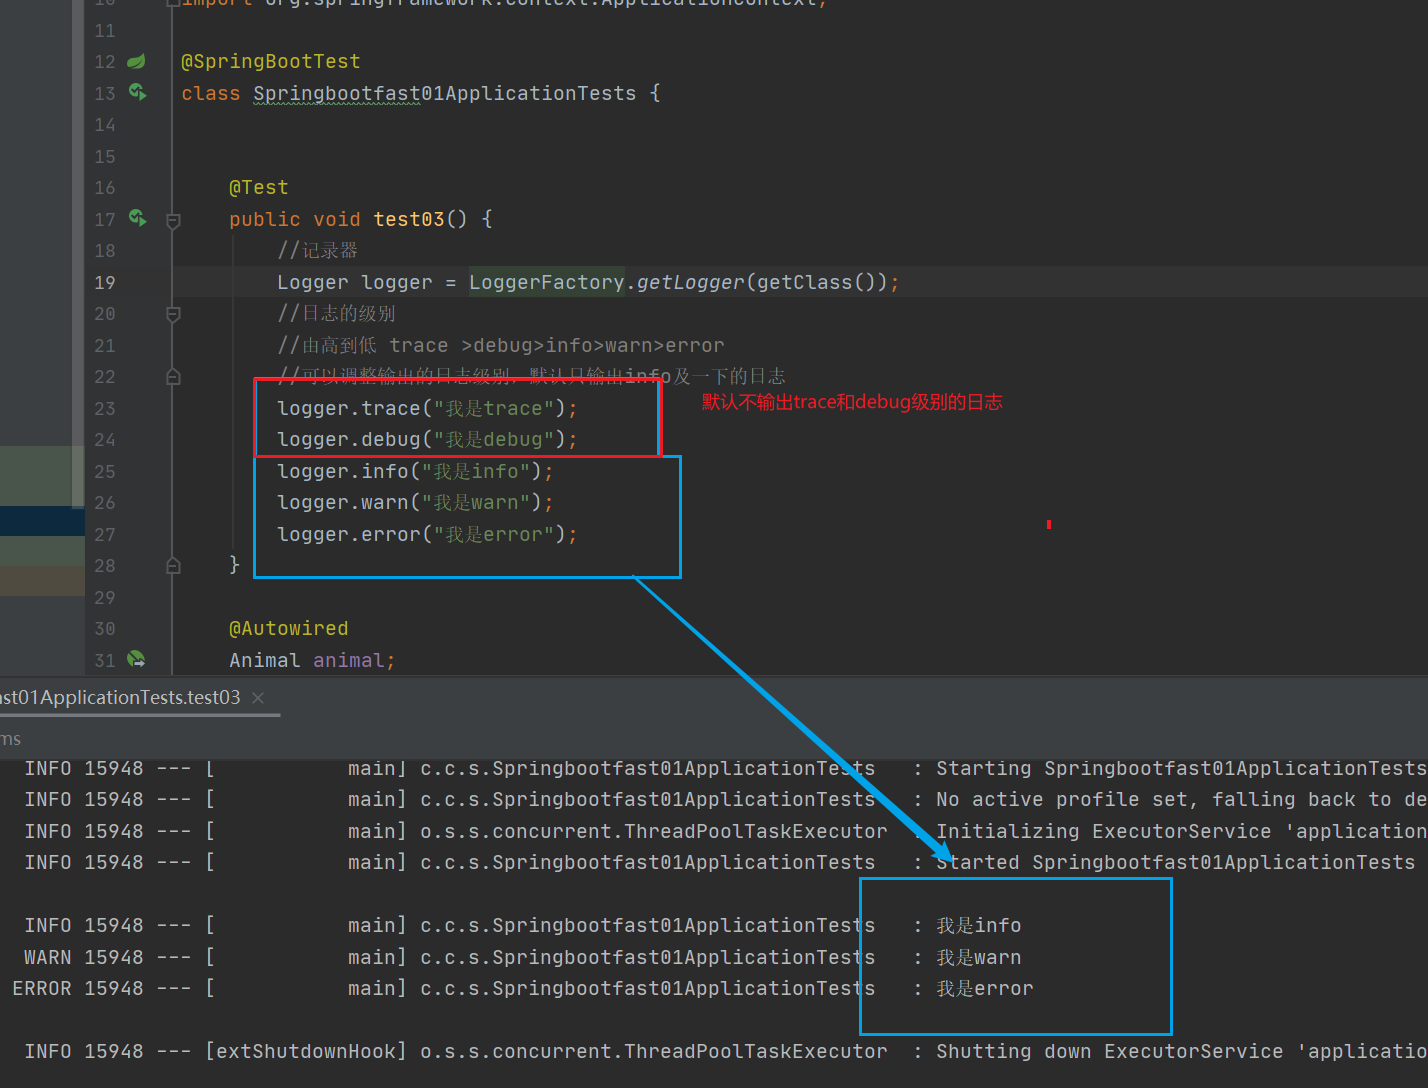 10 import org.springframework.context.ApplicationContext;
11
12 @SpringBootTest
13 class Springbootfast01ApplicationTests {
14
15
16 @Test
17 public void test03() {
18 //记录器
19 Logger logger = LoggerFactory.getLogger(getClass());
20 //日志的级别
21 //由高到低 trace >debug>info>warn>error
22 //可以调整输出的日志级别，默认只输出info及一下的日志
23 logger.trace("我是trace");
默认不输出trace和debug级别的日志
24 logger.debug("我是debug");
25 logger.info("我是info");
26 logger.warn("我是warn");
27 logger.error("我是error");
28 }
29
30 @Autowired
31 Animal animal;
st01ApplicationTests.test03 ×
ms
INFO 15948 --- [ main] c.c.s.Springbootfast01ApplicationTests : Starting Springbootfast01ApplicationTests
INFO 15948 --- [ main] c.c.s.Springbootfast01ApplicationTests : No active profile set, falling back to de
INFO 15948 --- [ main] o.s.s.concurrent.ThreadPoolTaskExecutor : Initializing ExecutorService 'application
INFO 15948 --- [ main] c.c.s.Springbootfast01ApplicationTests : Started Springbootfast01ApplicationTests
INFO 15948 --- [ main] c.c.s.Springbootfast01ApplicationTests : 我是info
WARN 15948 --- [ main] c.c.s.Springbootfast01ApplicationTests : 我是warn
ERROR 15948 --- [ main] c.c.s.Springbootfast01ApplicationTests : 我是error
INFO 15948 --- [extShutdownHook] o.s.s.concurrent.ThreadPoolTaskExecutor : Shutting down ExecutorService 'applicatio